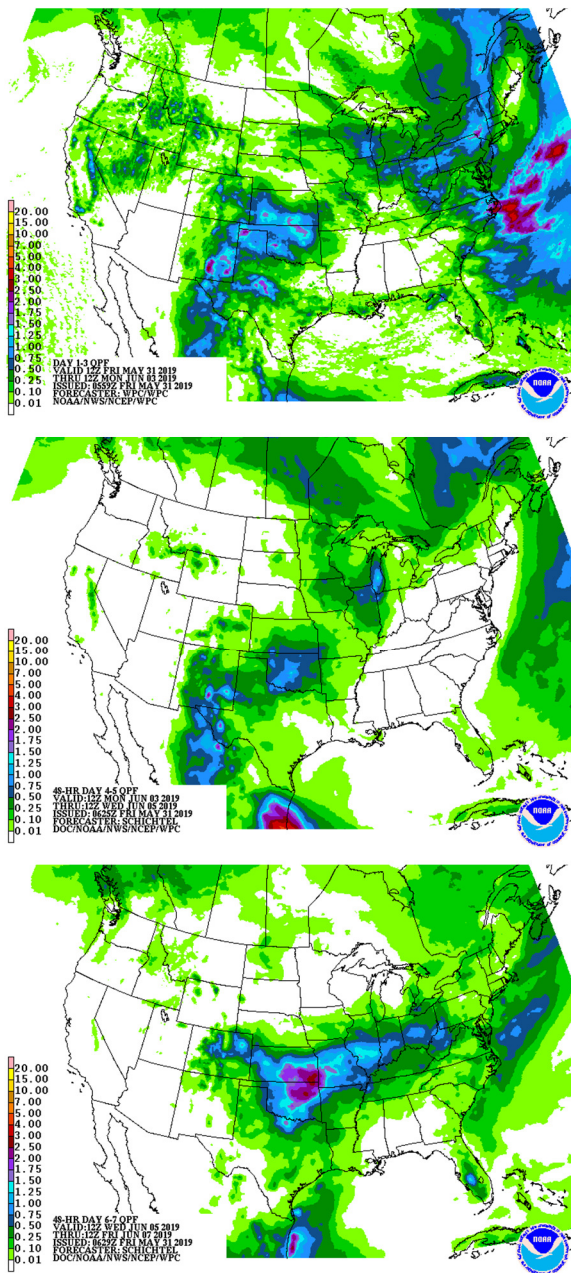 20.00
15.00
10.00
7.00
5.00
4.00
3.00
2.50
2.00
1.75
1.50
1.25
1.00
0.75
0.50
0.25
0.10
0.01
DAY 1-3 QPF
VALID 12Z FRI MAY 31 2019
THRU 12Z MON JUN 03 2019
ISSUED: 0559Z FRI MAY 31 2019
FORECASTER: WPC/WPC
NOAA/NWS/NCEP/WPC
NOAA
20.00
15.00
10.00
7.00
5.00
4.00
3.00
2.50
2.00
1.75
1.50
1.25
1.00
0.75
0.50
0.25
0.10
0.01
48-HR DAY 4-5 QPF
VALID:12Z MON JUN 03 2019
THRU:12Z WED JUN 05 2019
ISSUED: 0625Z FRI MAY 31 2019
FORECASTER: SCHICHTEL
DOC/NOAA/NWS/NCEP/WPC
NOAA
20.00
15.00
10.00
7.00
5.00
4.00
3.00
2.50
2.00
1.75
1.50
1.25
1.00
0.75
0.50
0.25
0.10
0.01
48-HR DAY 6-7 QPF
VALID:12Z WED JUN 05 2019
THRU:12Z FRI JUN 07 2019
ISSUED: 0629Z FRI MAY 31 2019
FORECASTER: SCHICHTEL
DOC/NOAA/NWS/NCEP/WPC
NOAA